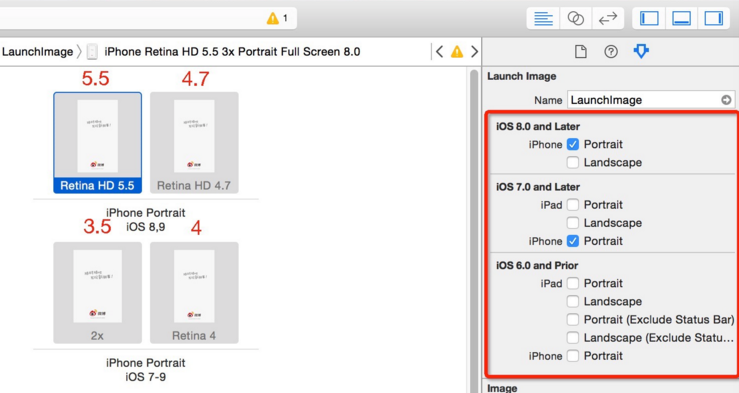 1
LaunchImage 〉 iPhone Retina HD 5.5 3x Portrait Full Screen 8.0
5.5
4.7
Retina HD 5.5
Retina HD 4.7
iPhone Portrait
iOS 8,9
3.5
4
2x
Retina 4
iPhone Portrait
iOS 7-9
Launch Image
Name LaunchImage
iOS 8.0 and Later
iPhone Portrait
Landscape
iOS 7.0 and Later
iPad Portrait
Landscape
iPhone Portrait
iOS 6.0 and Prior
iPad Portrait
Landscape
Portrait (Exclude Status Bar)
Landscape (Exclude Statu...
iPhone Portrait
Image